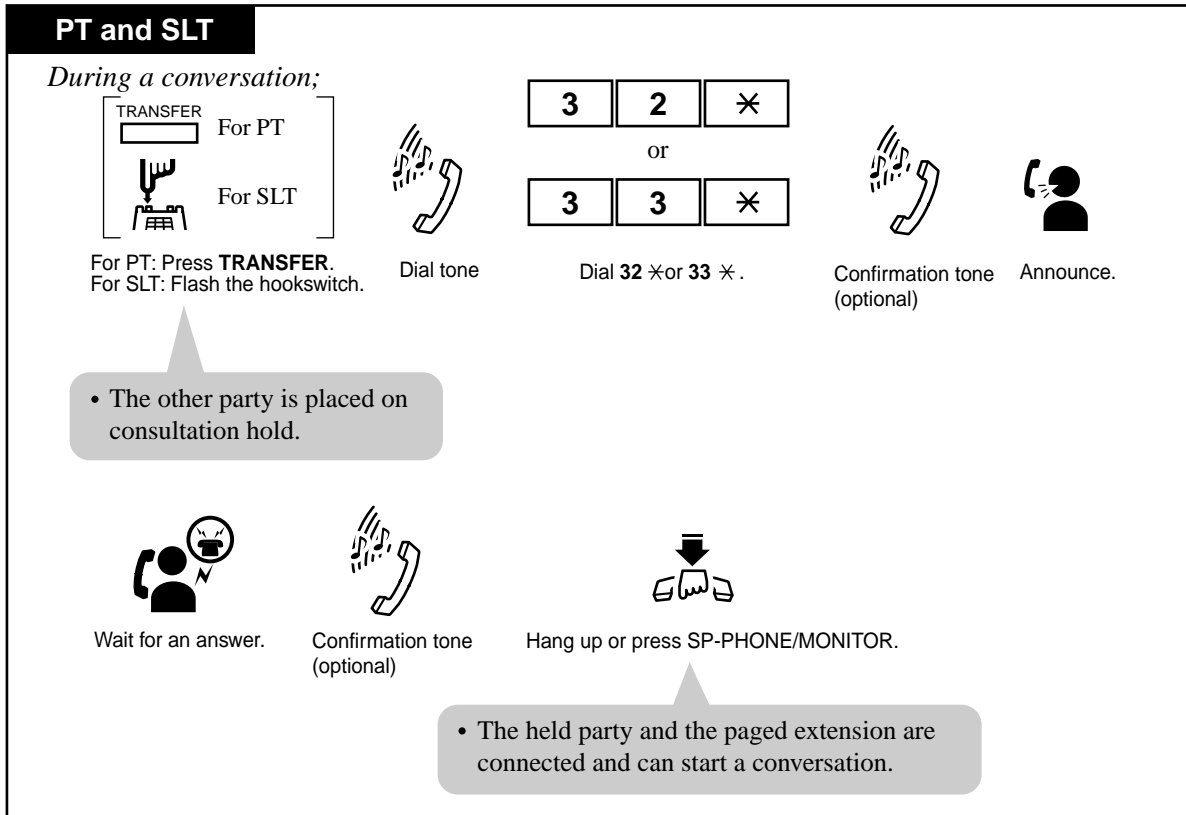 PT and SLT
During a conversation;
TRANSFER
For PT
For SLT
For PT: Press TRANSFER.
For SLT: Flash the hookswitch.
Dial tone
3 2 ✳
or
3 3 ✳
Dial 32 ✳or 33 ✳ .
Confirmation tone
(optional)
Announce.
• The other party is placed on
consultation hold.
Wait for an answer.
Confirmation tone
(optional)
Hang up or press SP-PHONE/MONITOR.
• The held party and the paged extension are
connected and can start a conversation.